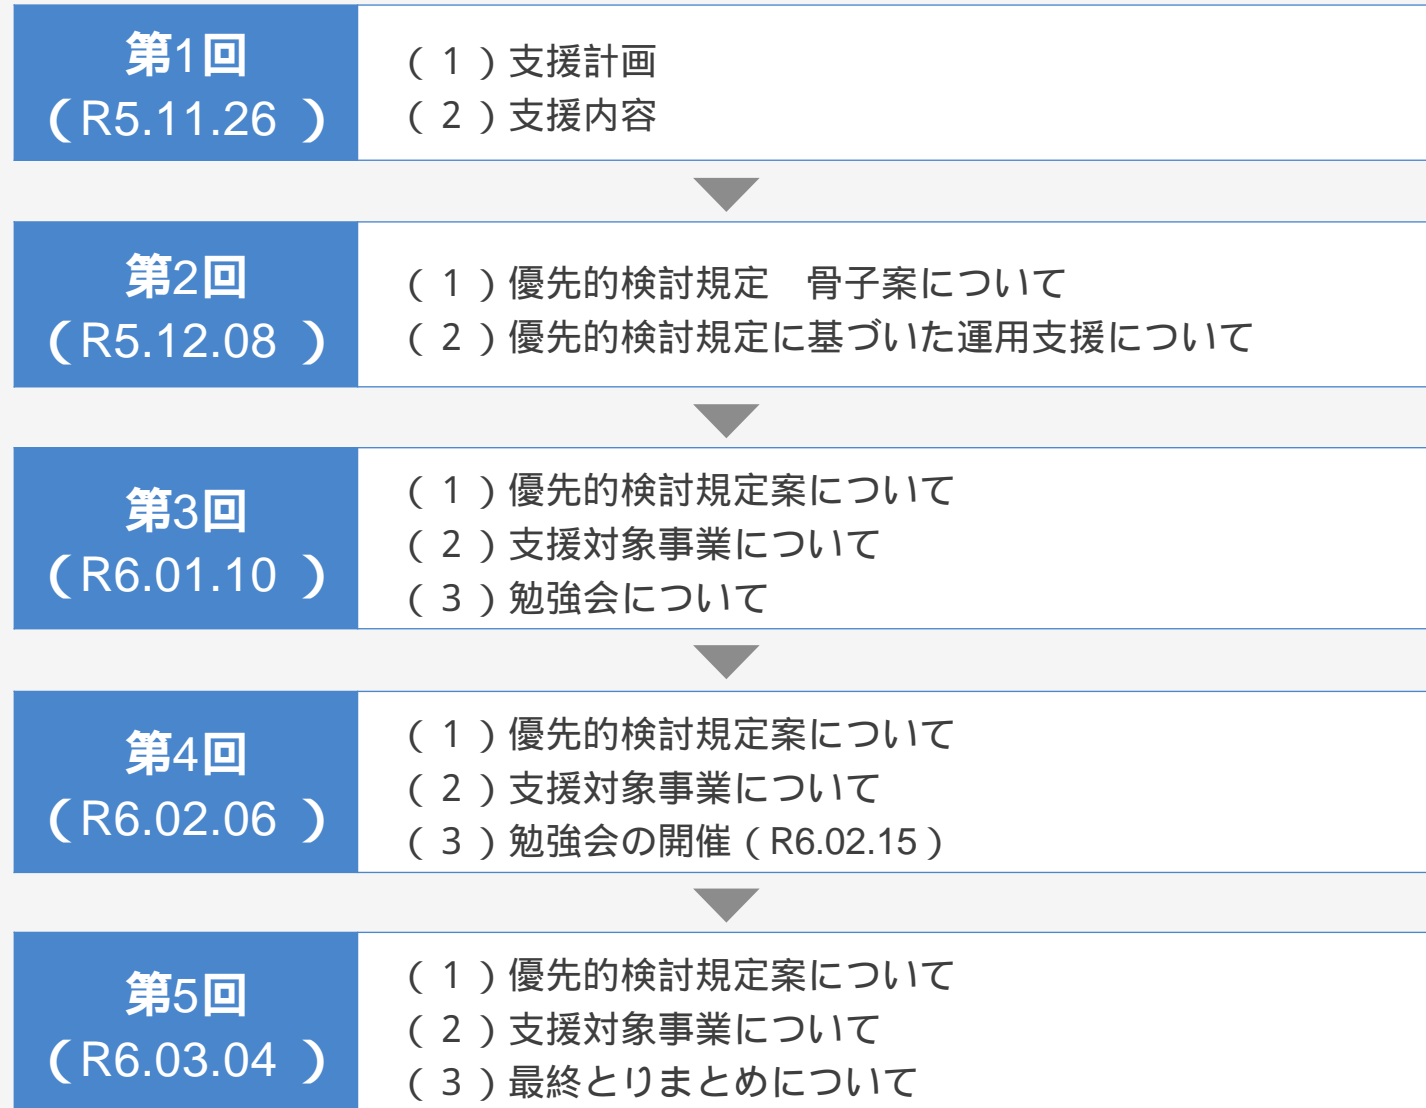 第1回
（R5.11.26 ）
（1）支援計画
（2）支援内容
第2回
（R5.12.08 ）
（1）優先的検討規定　骨子案について
（2）優先的検討規定に基づいた運用支援について
第3回
（R6.01.10 ）
（1）優先的検討規定案について
（2）支援対象事業について
（3）勉強会について
第4回
（R6.02.06 ）
（1）優先的検討規定案について
（2）支援対象事業について
（3）勉強会の開催（R6.02.15）
第5回
（R6.03.04 ）
（1）優先的検討規定案について
（2）支援対象事業について
（3）最終とりまとめについて